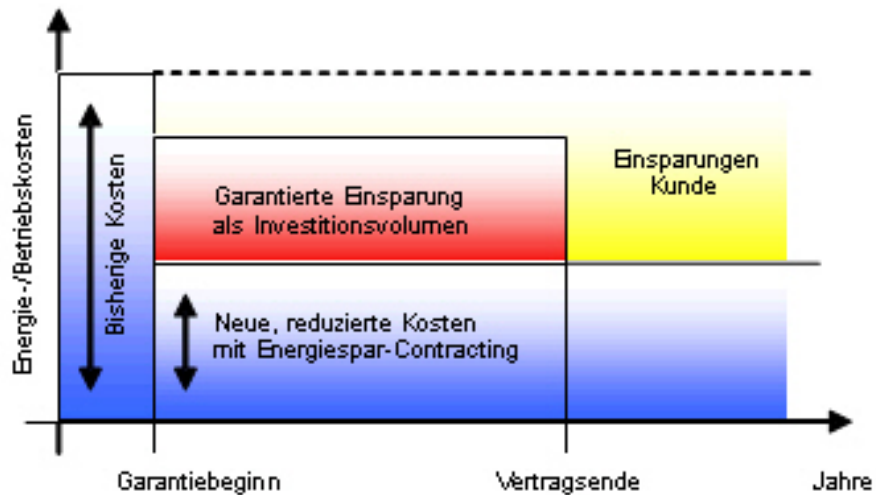 Energie-/Betriebskosten
Bisherige Kosten
Garantierte Einsparung
als Investitionsvolumen
Einsparungen
Kunde
Neue, reduzierte Kosten
mit Energiespar-Contracting
Garantiebeginn
Vertragsende
Jahre